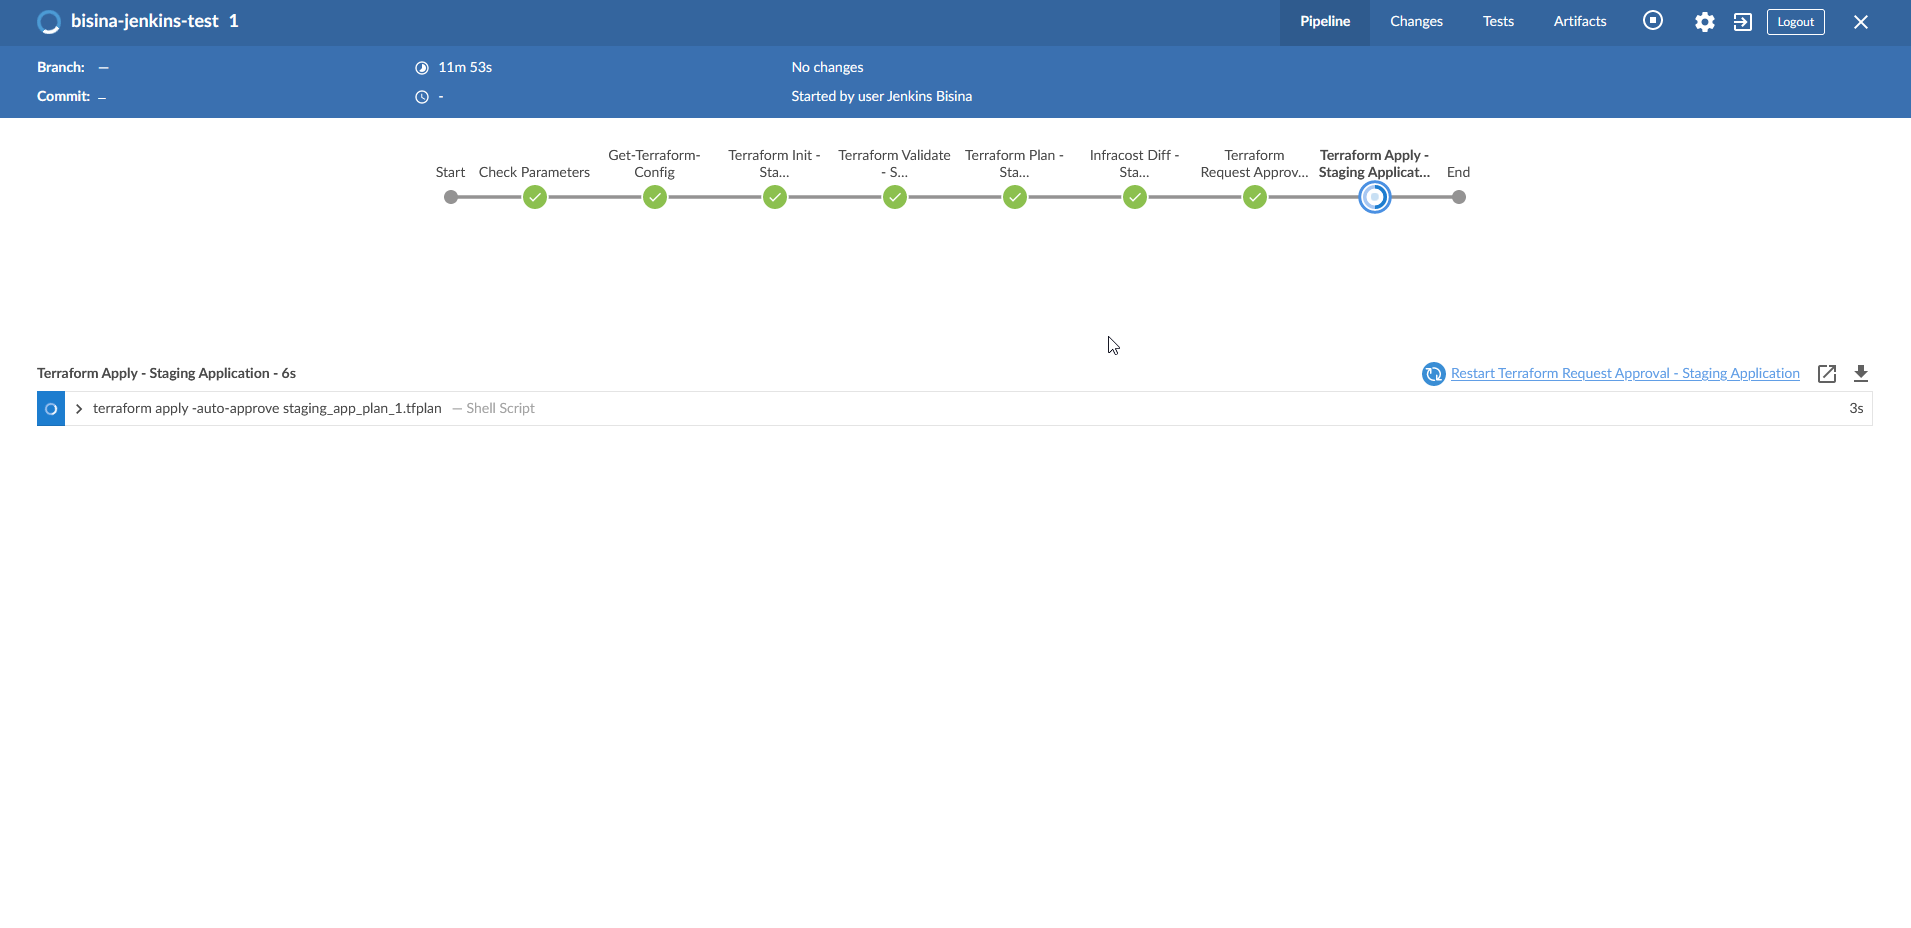 bisina-jenkins-test 1
Pipeline Changes Tests Artifacts Logout
Branch: — 11m 53s No changes
Commit: – - Started by user Jenkins Bisina
Start
Check Parameters
Get-Terraform-
Config
Terraform Init -
Sta...
Terraform Validate
- S...
Terraform Plan -
Sta...
Infracost Diff -
Sta...
Terraform
Request Approv...
Terraform Apply -
Staging Applicat...
End
Terraform Apply - Staging Application - 6s
Restart Terraform Request Approval - Staging Application
terraform apply -auto-approve staging_app_plan_1.tfplan — Shell Script 3s